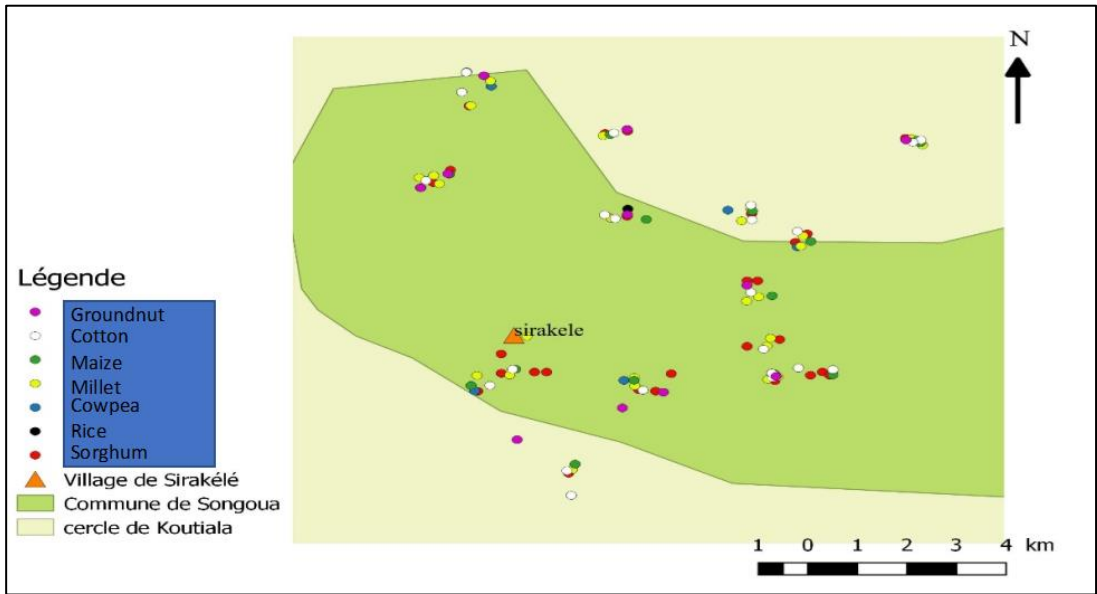 N
sirakele
Légende
Groundnut
Cotton
Maize
Millet
Cowpea
Rice
Sorghum
Village de Sirakélé
Commune de Songoua
cercle de Koutiala
1 0 1 2 3 4 km